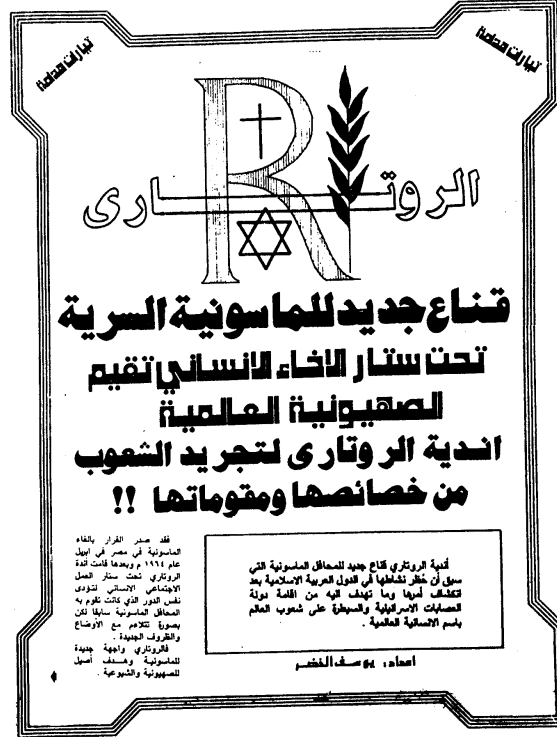 تيارات هدامة
تيارات هدامة
الروتارى
R
قناع جديد للماسونية السرية
تحت ستار الاخاء الانساني تقيم
الصهيونية العالمية
اندية الروتارى لتجريد الشعوب
من خصائصها ومقوماتها !!
أندية الروتاري قناع جديد للمحافل الماسونية التي
سبق أن حظر نشاطها في الدول العربية الاسلامية بعد
انكشاف أمرها وما تهدف اليه من اقامة دولة
العصابات الاسرائيلية والسيطرة على شعوب العالم
باسم الانسانية العالمية .
اعداد: يوسف الخضر
فقد صدر القرار بالغاء
الماسونية في مصر في ابريل
عام ١٩٦٤ م وبعدها قامت أندة
الروتاري تحت ستار العمل
الاجتماعي الانساني لتؤدى
نفس الدور الذي كانت تقوم به
المحافل الماسونية سابقا لكن
بصورة تتلاءم مع الأوضاع
والظروف الجديدة .
فالروتاري واجهة جديدة
للماسونية وهدف أصيل
للصهيونية والشيوعية .